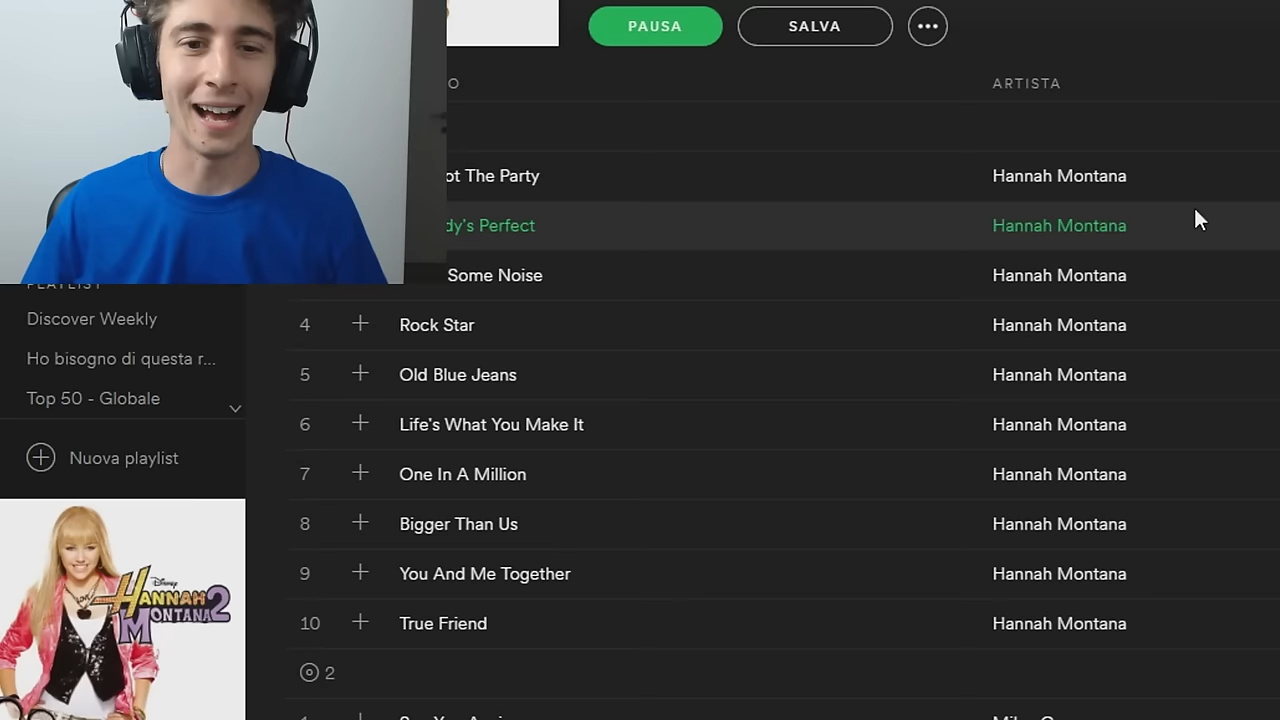 PAUSA
SALVA
ARTISTA
ot The Party Hannah Montana
dy's Perfect Hannah Montana
Some Noise Hannah Montana
4 Rock Star Hannah Montana
5 Old Blue Jeans Hannah Montana
6 Life's What You Make It Hannah Montana
7 One In A Million Hannah Montana
8 Bigger Than Us Hannah Montana
9 You And Me Together Hannah Montana
10 True Friend Hannah Montana
2
PLAYLIST
Discover Weekly
Ho bisogno di questa r...
Top 50 - Globale
Nuova playlist
Disney
HANNAH
MONTANA 2